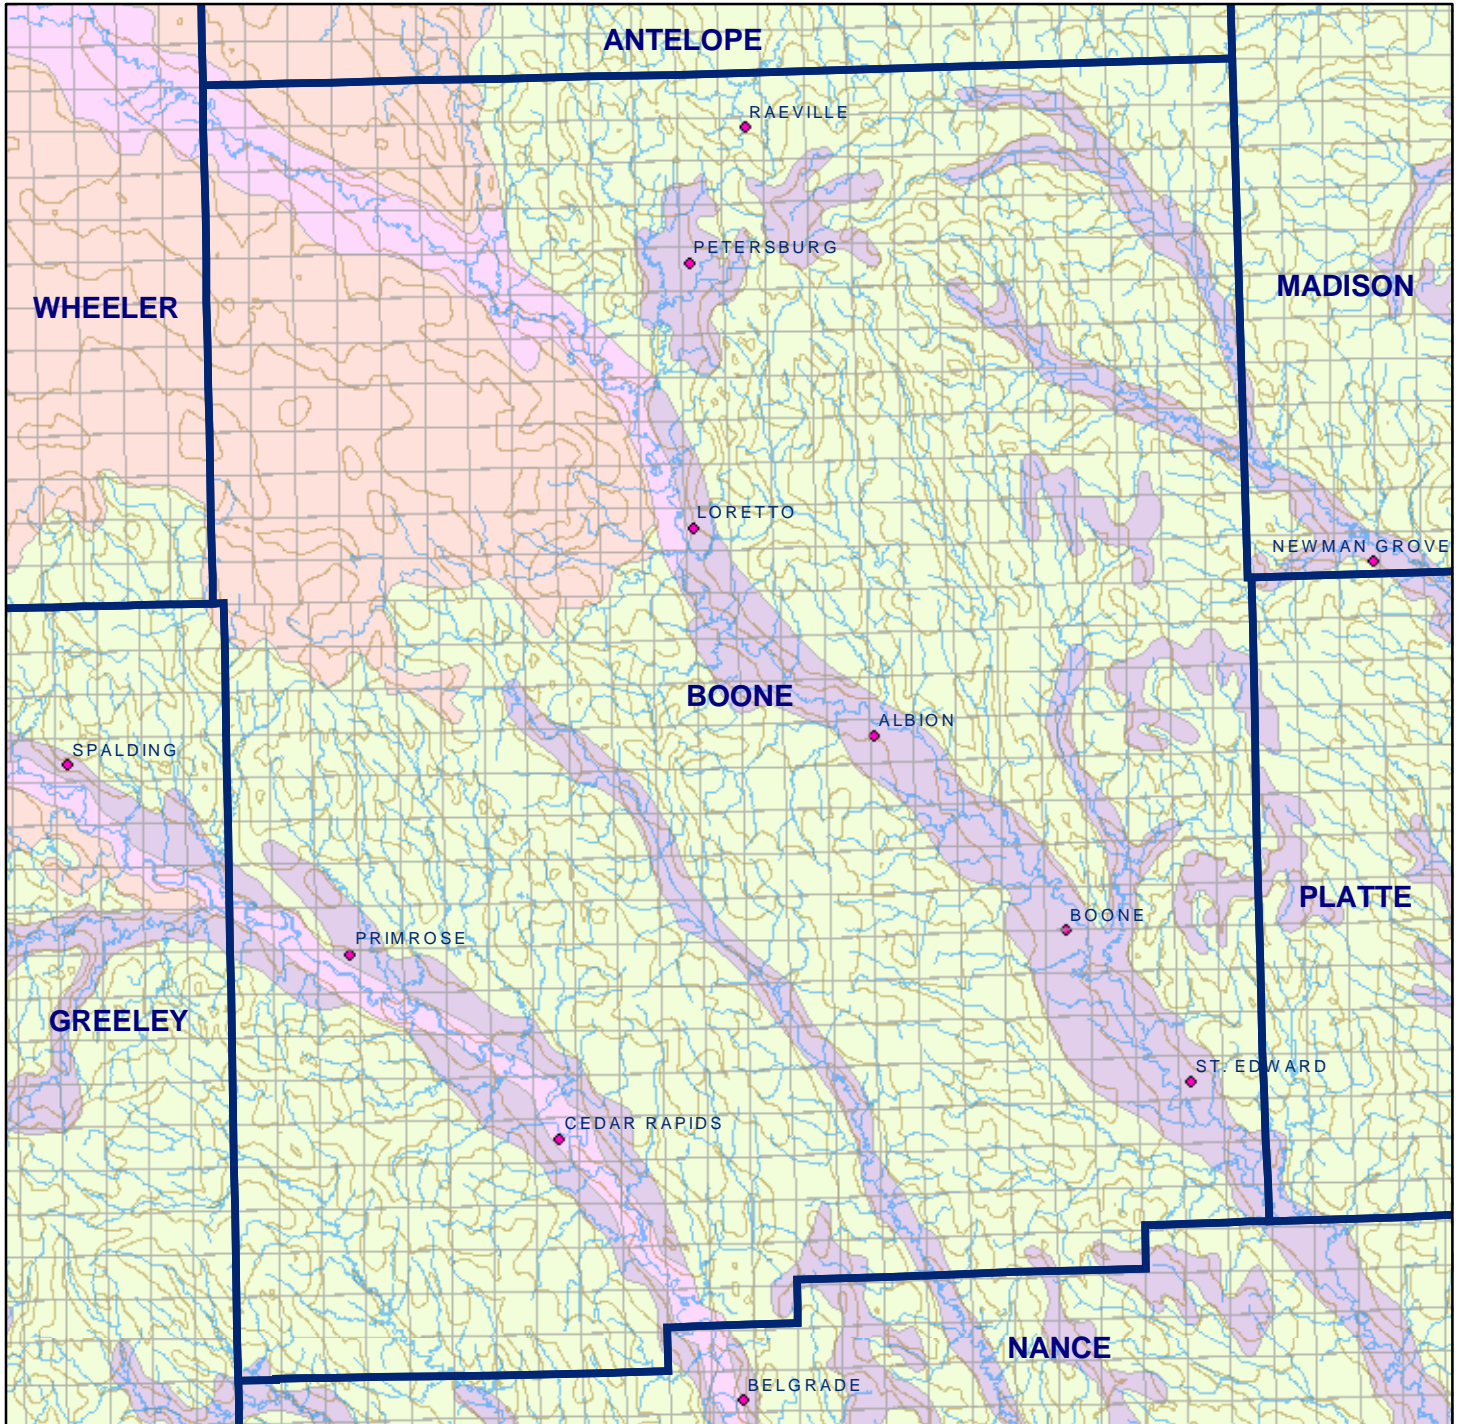 ANTELOPE
RAEVILLE
PETERSBURG
MADISON
WHEELER
LORETTO
NEWMAN GROVE
BOONE
ALBION
SPALDING
PLATTE
BOONE
PRIMROSE
GREELEY
ST. EDWARD
CEDAR RAPIDS
NANCE
BELGRADE